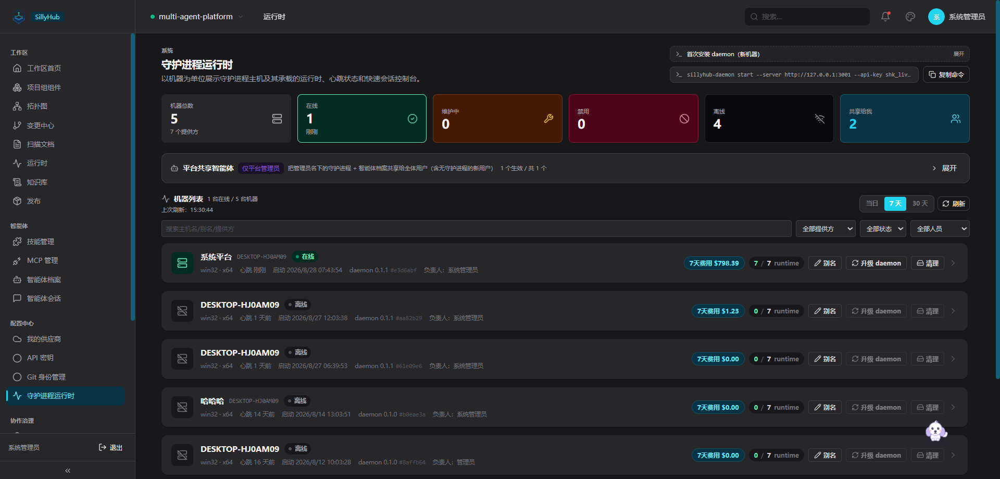 SillyHub
multi-agent-platform
运行时
搜索...
系
系统管理员
工作区
工作区首页
项目组组件
拓扑图
变更中心
扫描文档
运行时
知识库
发布
智能体
技能管理
MCP 管理
智能体档案
智能体会话
配置中心
我的供应商
API 密钥
Git 身份管理
守护进程运行时
协作治理
系统管理员
退出
系统
守护进程运行时
以机器为单位展示守护进程主机及其承载的运行时、心跳状态和快速会话控制台。
首次安装 daemon（新机器）
展开
sillyhub-daemon start --server http://127.0.0.1:3001 --api-key shk_liv…
复制命令
机器总数
5
7 个提供方
在线
1
刚刚
维护中
0
禁用
0
离线
4
共享给我
2
平台共享智能体 仅平台管理员 把管理员名下的守护进程 + 智能体档案共享给全体用户（含无守护进程的新用户） 1 个生效 / 共 1 个
展开
机器列表 1 台在线 / 5 台机器
上次刷新：15:30:44
当日 7 天 30 天 刷新
搜索主机名/别名/提供方
全部提供方 全部状态 全部人员
系统平台 DESKTOP-HJ0AM09 在线
win32 · x64 心跳 刚刚 启动 2026/8/28 07:43:54 daemon 0.1.1 #e3d6abf 负责人：系统管理员
7天费用 $798.39 7 / 7 runtime 别名 升级 daemon 清理
DESKTOP-HJ0AM09 离线
win32 · x64 心跳 1 天前 启动 2026/8/27 12:03:38 daemon 0.1.1 #aa82b29 负责人：系统管理员
7天费用 $1.23 0 / 7 runtime 别名 升级 daemon 清理
DESKTOP-HJ0AM09 离线
win32 · x64 心跳 1 天前 启动 2026/8/27 06:39:53 daemon 0.1.1 #61e09e6 负责人：系统管理员
7天费用 $0.00 0 / 7 runtime 别名 升级 daemon 清理
哈哈哈 DESKTOP-HJ0AM09 离线
win32 · x64 心跳 14 天前 启动 2026/8/14 13:03:51 daemon 0.1.0 #b0eae3a 负责人：系统管理员
7天费用 $0.00 0 / 7 runtime 别名 升级 daemon 清理
DESKTOP-HJ0AM09 离线
win32 · x64 心跳 16 天前 启动 2026/8/12 10:03:28 daemon 0.1.0 #8affb64 负责人：管理员
7天费用 $0.00 0 / 7 runtime 别名 升级 daemon 清理